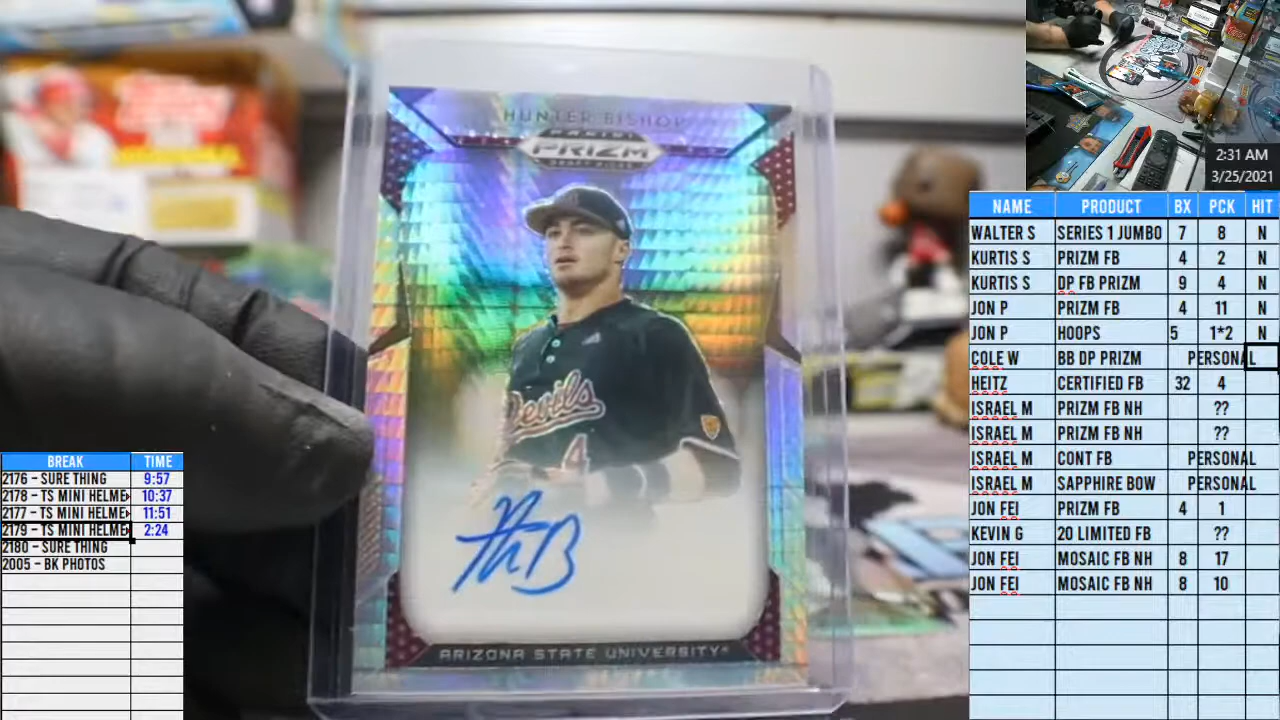 HUNTER BISHOP
PANINI
PRIZM
DRAFT PICKS
Devils
4
ARIZONA STATE UNIVERSITY®
2:31 AM
3/25/2021
NAME PRODUCT BX PCK HIT
WALTER S SERIES 1 JUMBO 7 8 N
KURTIS S PRIZM FB 4 2 N
KURTIS S DP FB PRIZM 9 4 N
JON P PRIZM FB 4 11 N
JON P HOOPS 5 1*2 N
COLE W BB DP PRIZM PERSONAL
HEITZ CERTIFIED FB 32 4
ISRAEL M PRIZM FB NH ??
ISRAEL M PRIZM FB NH ??
ISRAEL M CONT FB PERSONAL
ISRAEL M SAPPHIRE BOW PERSONAL
JON FEI PRIZM FB 4 1
KEVIN G 20 LIMITED FB ??
JON FEI MOSAIC FB NH 8 17
JON FEI MOSAIC FB NH 8 10
BREAK TIME
2176 - SURE THING 9:57
2178 - TS MINI HELME 10:37
2177 - TS MINI HELME 11:51
2179 - TS MINI HELME 2:24
2180 - SURE THING
2005 - BK PHOTOS